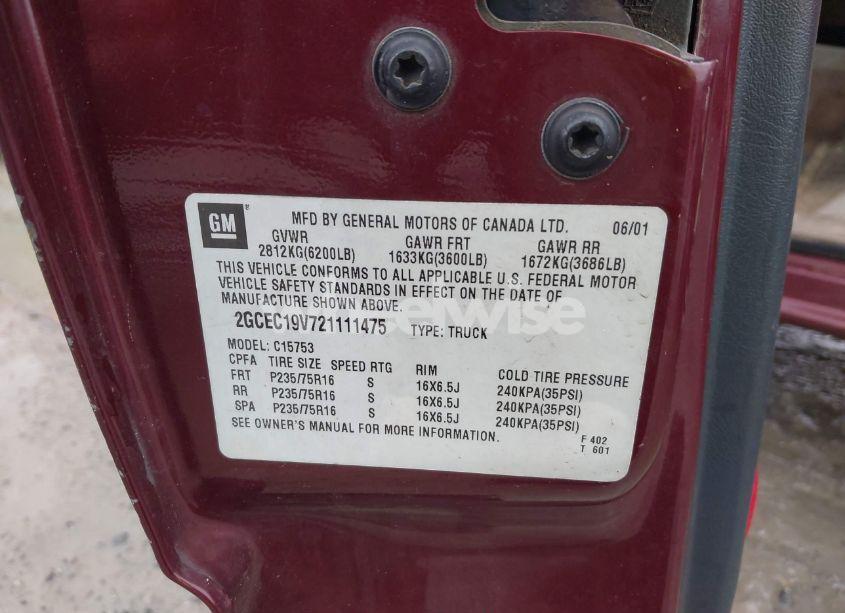 GM ® MFD BY GENERAL MOTORS OF CANADA LTD. 06/01
GVWR GAWR FRT GAWR RR
2812KG(6200LB) 1633KG(3600LB) 1672KG(3686LB)
THIS VEHICLE CONFORMS TO ALL APPLICABLE U.S. FEDERAL MOTOR
VEHICLE SAFETY STANDARDS IN EFFECT ON THE DATE OF
MANUFACTURE SHOWN ABOVE.
2GCEC19V721111475 TYPE: TRUCK
MODEL: C15753
CPFA TIRE SIZE SPEED RTG RIM COLD TIRE PRESSURE
FRT P235/75R16 S 16X6.5J 240KPA(35PSI)
RR P235/75R16 S 16X6.5J 240KPA(35PSI)
SPA P235/75R16 S 16X6.5J 240KPA(35PSI)
SEE OWNER'S MANUAL FOR MORE INFORMATION.
F 402
T 601